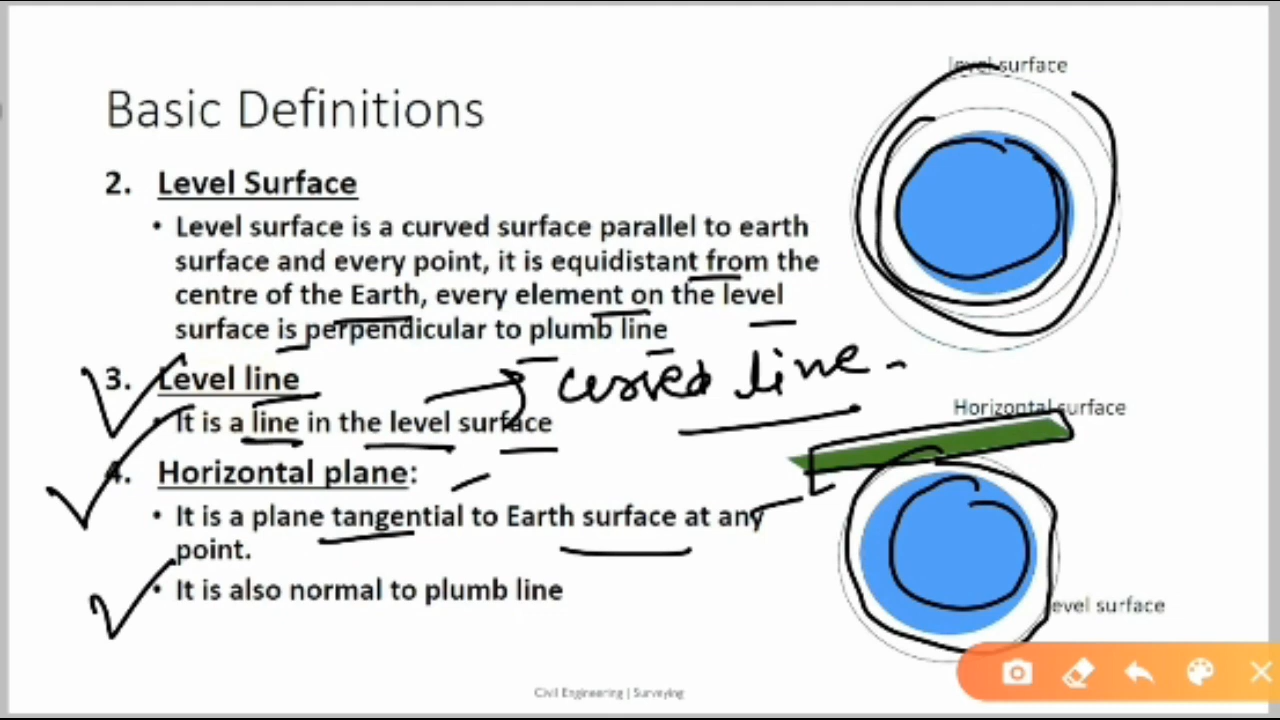 level surface
Basic Definitions
2. Level Surface
• Level surface is a curved surface parallel to earth
surface and every point, it is equidistant from the
centre of the Earth, every element on the level
surface is perpendicular to plumb line
3. Level line
curved line
• It is a line in the level surface
Horizontal surface
4. Horizontal plane:
• It is a plane tangential to Earth surface at any
point.
• It is also normal to plumb line
level surface
Civil Engineering | Surveying